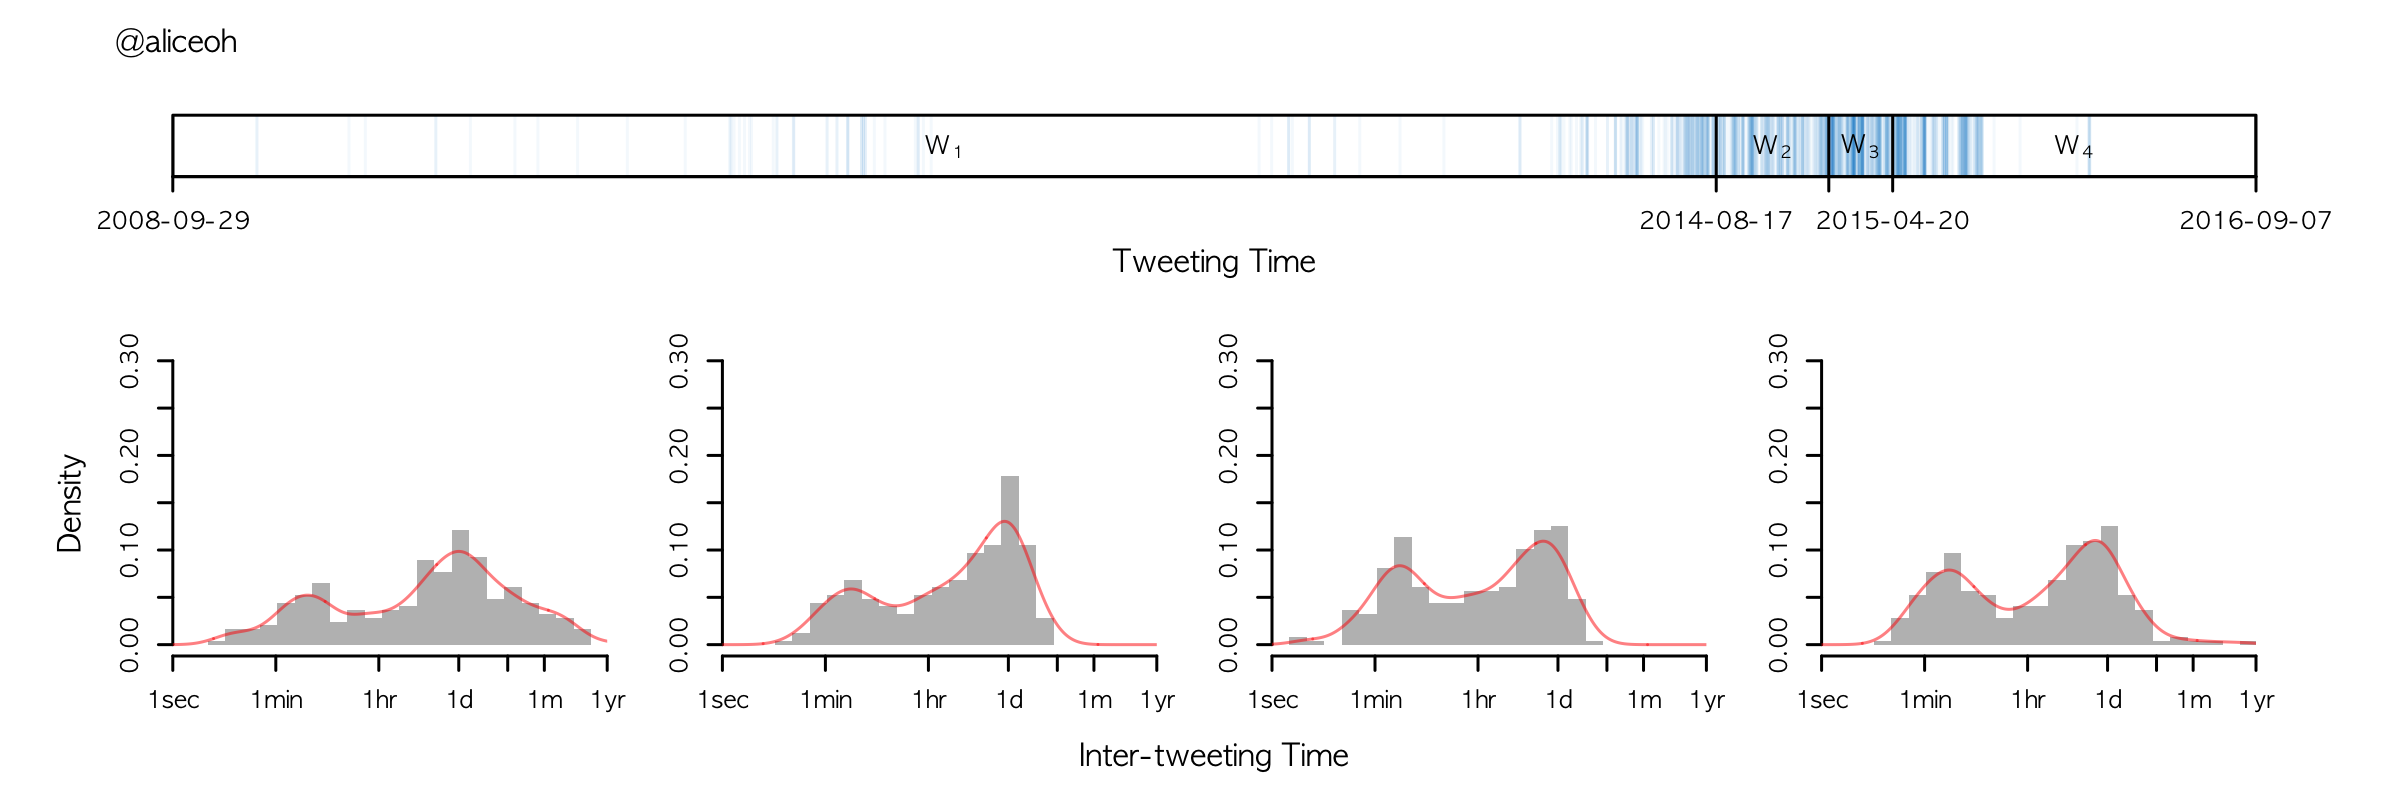 @aliceoh
W1 W2 W3 W4
2008-09-29 2014-08-17 2015-04-20 2016-09-07
Tweeting Time
Density
0.00 0.10 0.20 0.30
0.00 0.10 0.20 0.30
0.00 0.10 0.20 0.30
0.00 0.10 0.20 0.30
1sec 1min 1hr 1d 1m 1yr
1sec 1min 1hr 1d 1m 1yr
1sec 1min 1hr 1d 1m 1yr
1sec 1min 1hr 1d 1m 1yr
Inter-tweeting Time